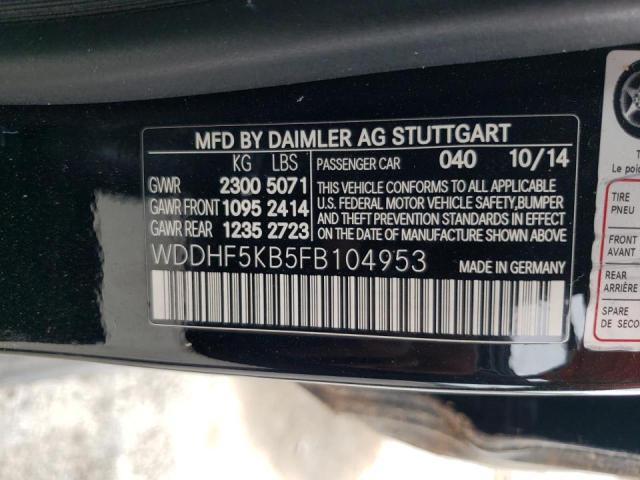 MFD BY DAIMLER AG STUTTGART
KG LBS
GVWR 2300 5071
GAWR FRONT 1095 2414
GAWR REAR 1235 2723
PASSENGER CAR 040 10/14
THIS VEHICLE CONFORMS TO ALL APPLICABLE
U.S. FEDERAL MOTOR VEHICLE SAFETY,BUMPER
AND THEFT PREVENTION STANDARDS IN EFFECT
ON THE DATE OF MANUFACTURE SHOWN ABOVE.
WDDHF5KB5FB104953
MADE IN GERMANY
Le poi
TIRE
PNEU
FRONT
AVANT
REAR
ARRIÈRE
SPARE
DE SECO